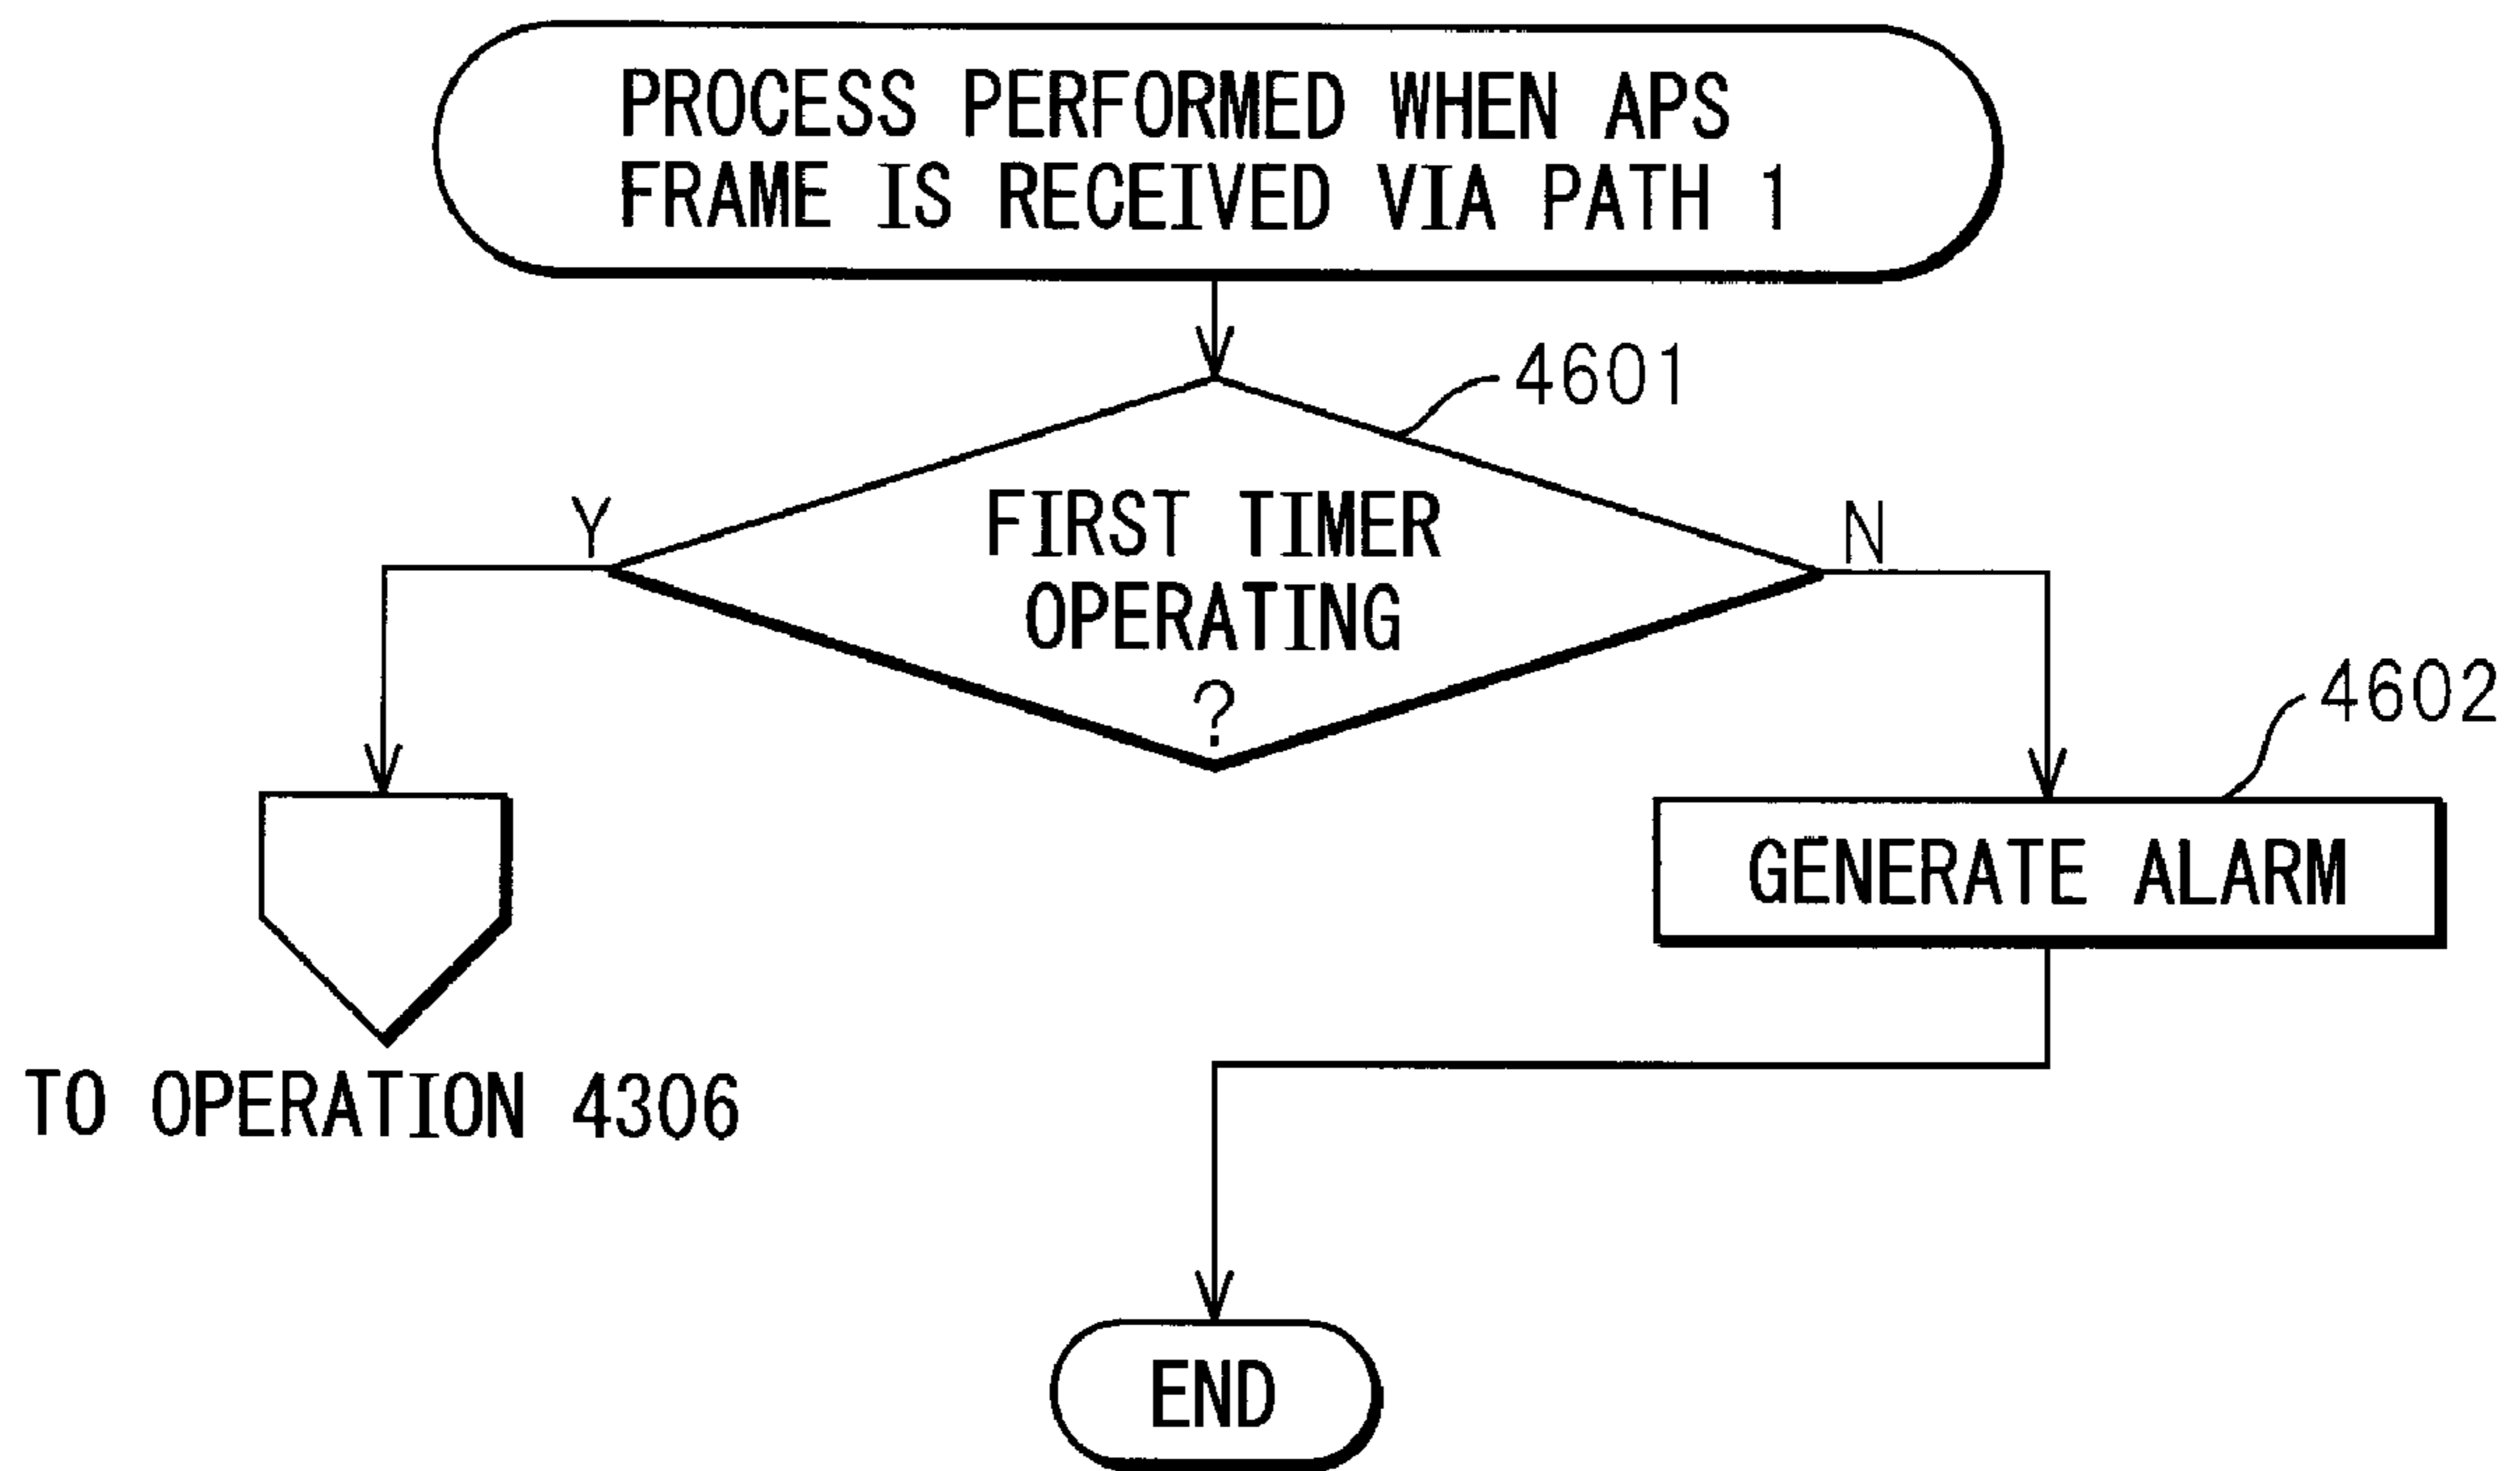 PROCESS PERFORMED WHEN APS
FRAME IS RECEIVED VIA PATH 1
4601
Y
FIRST TIMER
OPERATING
?
N
4602
GENERATE ALARM
TO OPERATION 4306
END